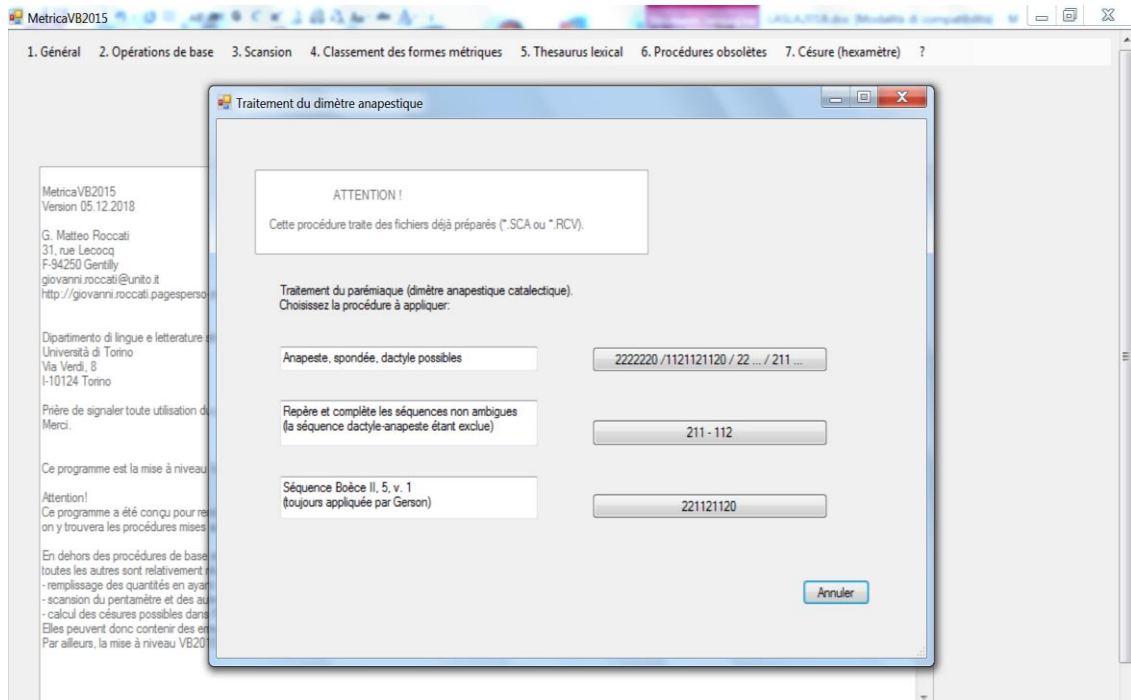 MetricaVB2015
1. Général 2. Opérations de base 3. Scansion 4. Classement des formes métriques 5. Thesaurus lexical 6. Procédures obsolètes 7. Césure (hexamètre) ?
Traitement du dimètre anapestique
ATTENTION !
Cette procédure traite des fichiers déjà préparés (*.SCA ou *.RCV).
Traitement du parémiaque (dimètre anapestique catalectique).
Choisissez la procédure à appliquer:
Anapeste, spondée, dactyle possibles
2222220 /1121121120 / 22 ... / 211 ...
Repère et complète les séquences non ambigues
(la séquence dactyle-anapeste étant exclue)
211 - 112
Séquence Boèce II, 5, v. 1
(toujours appliquée par Gerson)
221121120
Annuler
MetricaVB2015
Version 05.12.2018
G. Matteo Roccati
31, rue Lecocq
F-94250 Gentilly
giovanni.roccati@unito.it
http://giovanni.roccati.pagesperso
Dipartimento di lingue e letterature
Università di Torino
Via Verdi, 8
I-10124 Torino
Prière de signaler toute utilisation
Merci.
Ce programme est la mise à niveau
Attention!
Ce programme a été conçu pour
on y trouvera les procédures mises
En dehors des procédures de base
toutes les autres sont relativement
- remplissage des quantités en
- scansion du pentamètre et des
- calcul des césures possibles dans
Elles peuvent donc contenir des
Par ailleurs, la mise à niveau